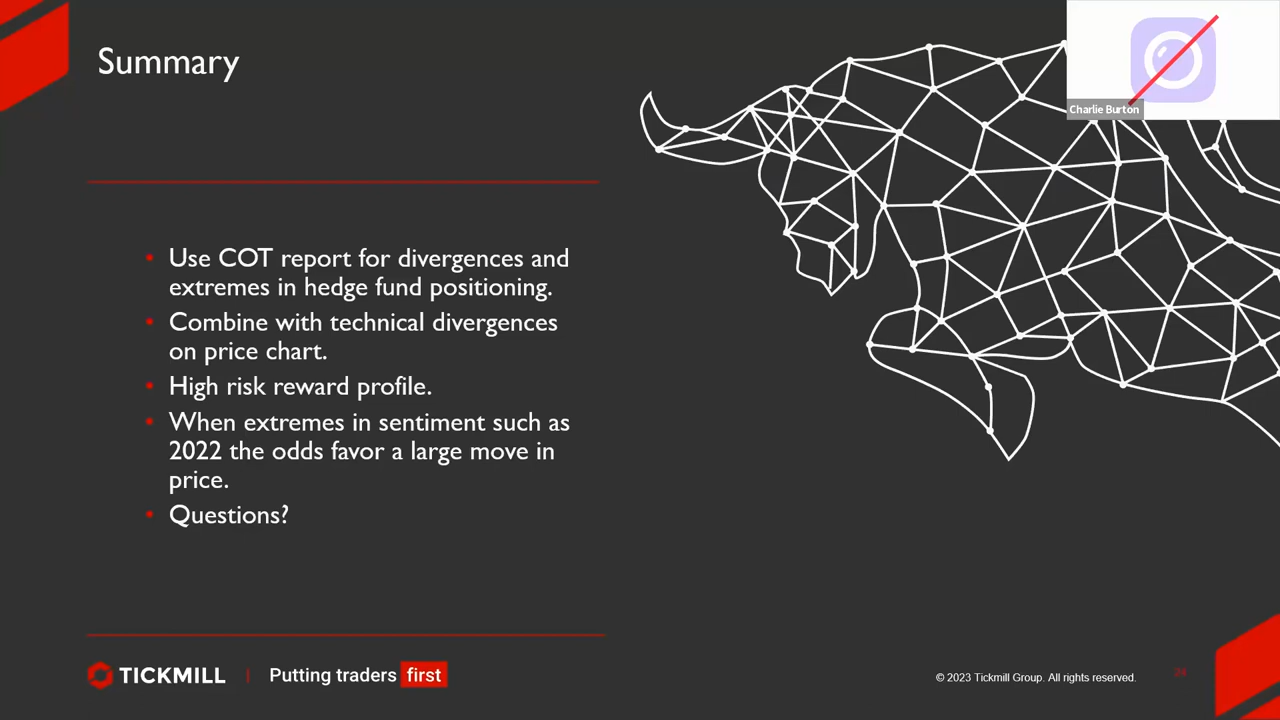 Summary
Charlie Burton
Use COT report for divergences and
extremes in hedge fund positioning.
Combine with technical divergences
on price chart.
High risk reward profile.
When extremes in sentiment such as
2022 the odds favor a large move in
price.
Questions?
TICKMILL | Putting traders first
© 2023 Tickmill Group. All rights reserved.